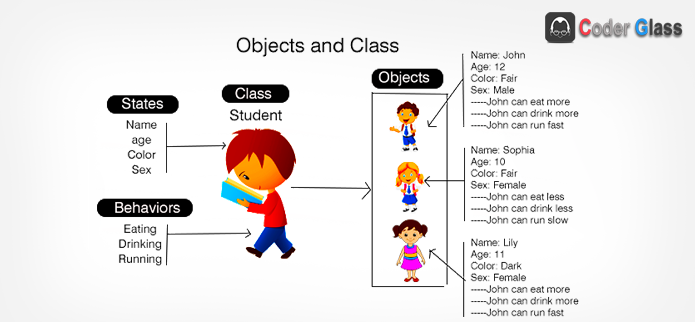 Coder Glass
Objects and Class
States
Name
age
Color
Sex
Behaviors
Eating
Drinking
Running
Class
Student
Objects
Name: John
Age: 12
Color: Fair
Sex: Male
-----John can eat more
-----John can drink more
-----John can run fast
Name: Sophia
Age: 10
Color: Fair
Sex: Female
-----John can eat less
-----John can drink less
-----John can run slow
Name: Lily
Age: 11
Color: Dark
Sex: Female
-----John can eat more
-----John can drink more
-----John can run fast